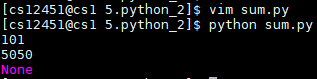 [cs12451@cs1 5.python_2]$ vim sum.py
[cs12451@cs1 5.python_2]$ python sum.py
101
5050
None